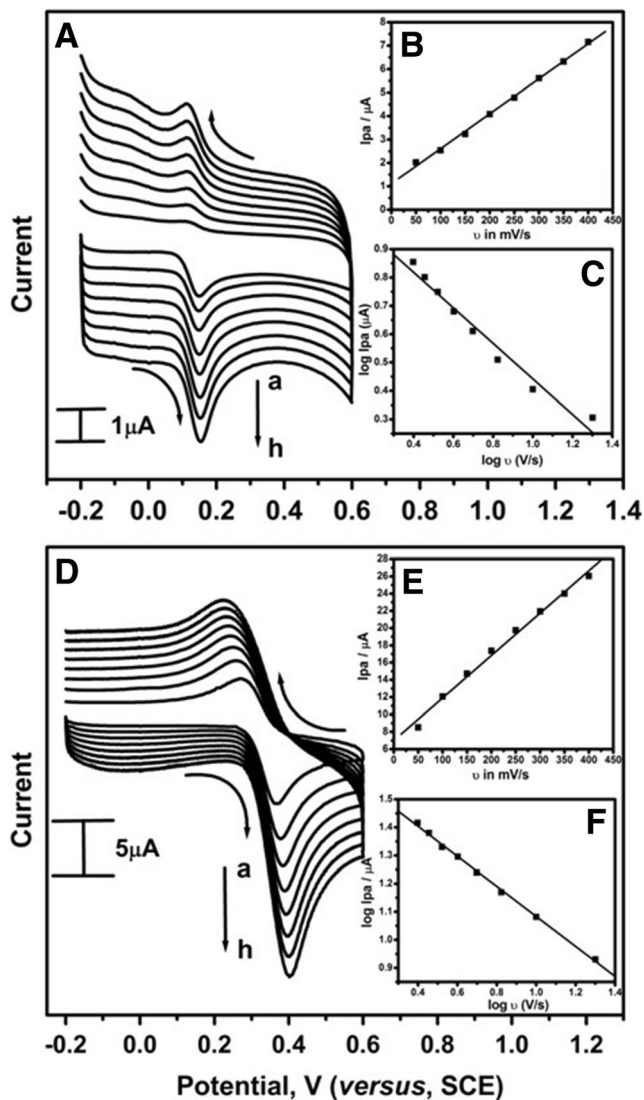 A
Current
1μA
a
h
-0.2 0.0 0.2 0.4 0.6 0.8 1.0 1.2 1.4
B
Ipa / μA
8
7
6
5
4
3
2
1
0
0 50 100 150 200 250 300 350 400 450
υ in mV/s
C
log Ipa (μA)
0.9
0.8
0.7
0.6
0.5
0.4
0.3
0.4 0.6 0.8 1.0 1.2 1.4
log υ (V/s)
D
Current
5μA
a
h
-0.2 0.0 0.2 0.4 0.6 0.8 1.0 1.2
Potential, V (versus, SCE)
E
Ipa / μA
28
26
24
22
20
18
16
14
12
10
8
6
0 50 100 150 200 250 300 350 400 450
υ in mV/s
F
log Ipa / μA
1.5
1.4
1.3
1.2
1.1
1.0
0.9
0.4 0.6 0.8 1.0 1.2 1.4
log υ (V/s)